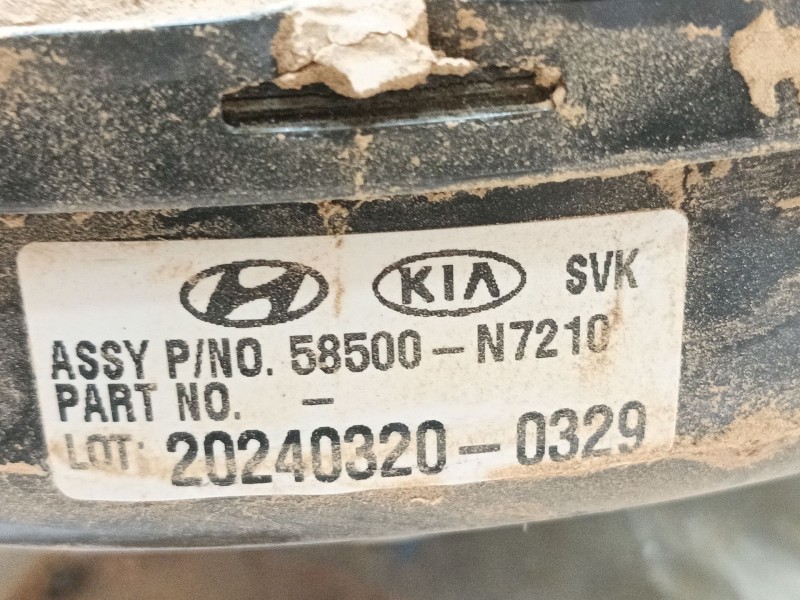 KIA SVK
ASSY P/NO. 58500-N7210
PART NO. -
LOT: 20240320-0329